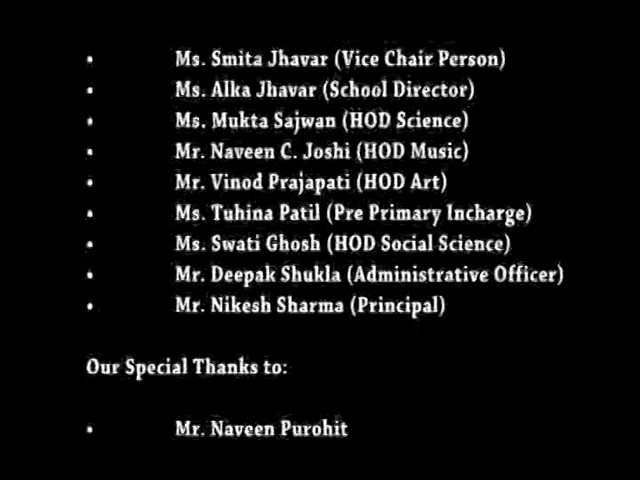 • Ms. Smita Jhavar (Vice Chair Person)
• Ms. Alka Jhavar (School Director)
• Ms. Mukta Sajwan (HOD Science)
• Mr. Naveen C. Joshi (HOD Music)
• Mr. Vinod Prajapati (HOD Art)
• Ms. Tuhina Patil (Pre Primary Incharge)
• Ms. Swati Ghosh (HOD Social Science)
• Mr. Deepak Shukla (Administrative Officer)
• Mr. Nikesh Sharma (Principal)
Our Special Thanks to:
• Mr. Naveen Purohit